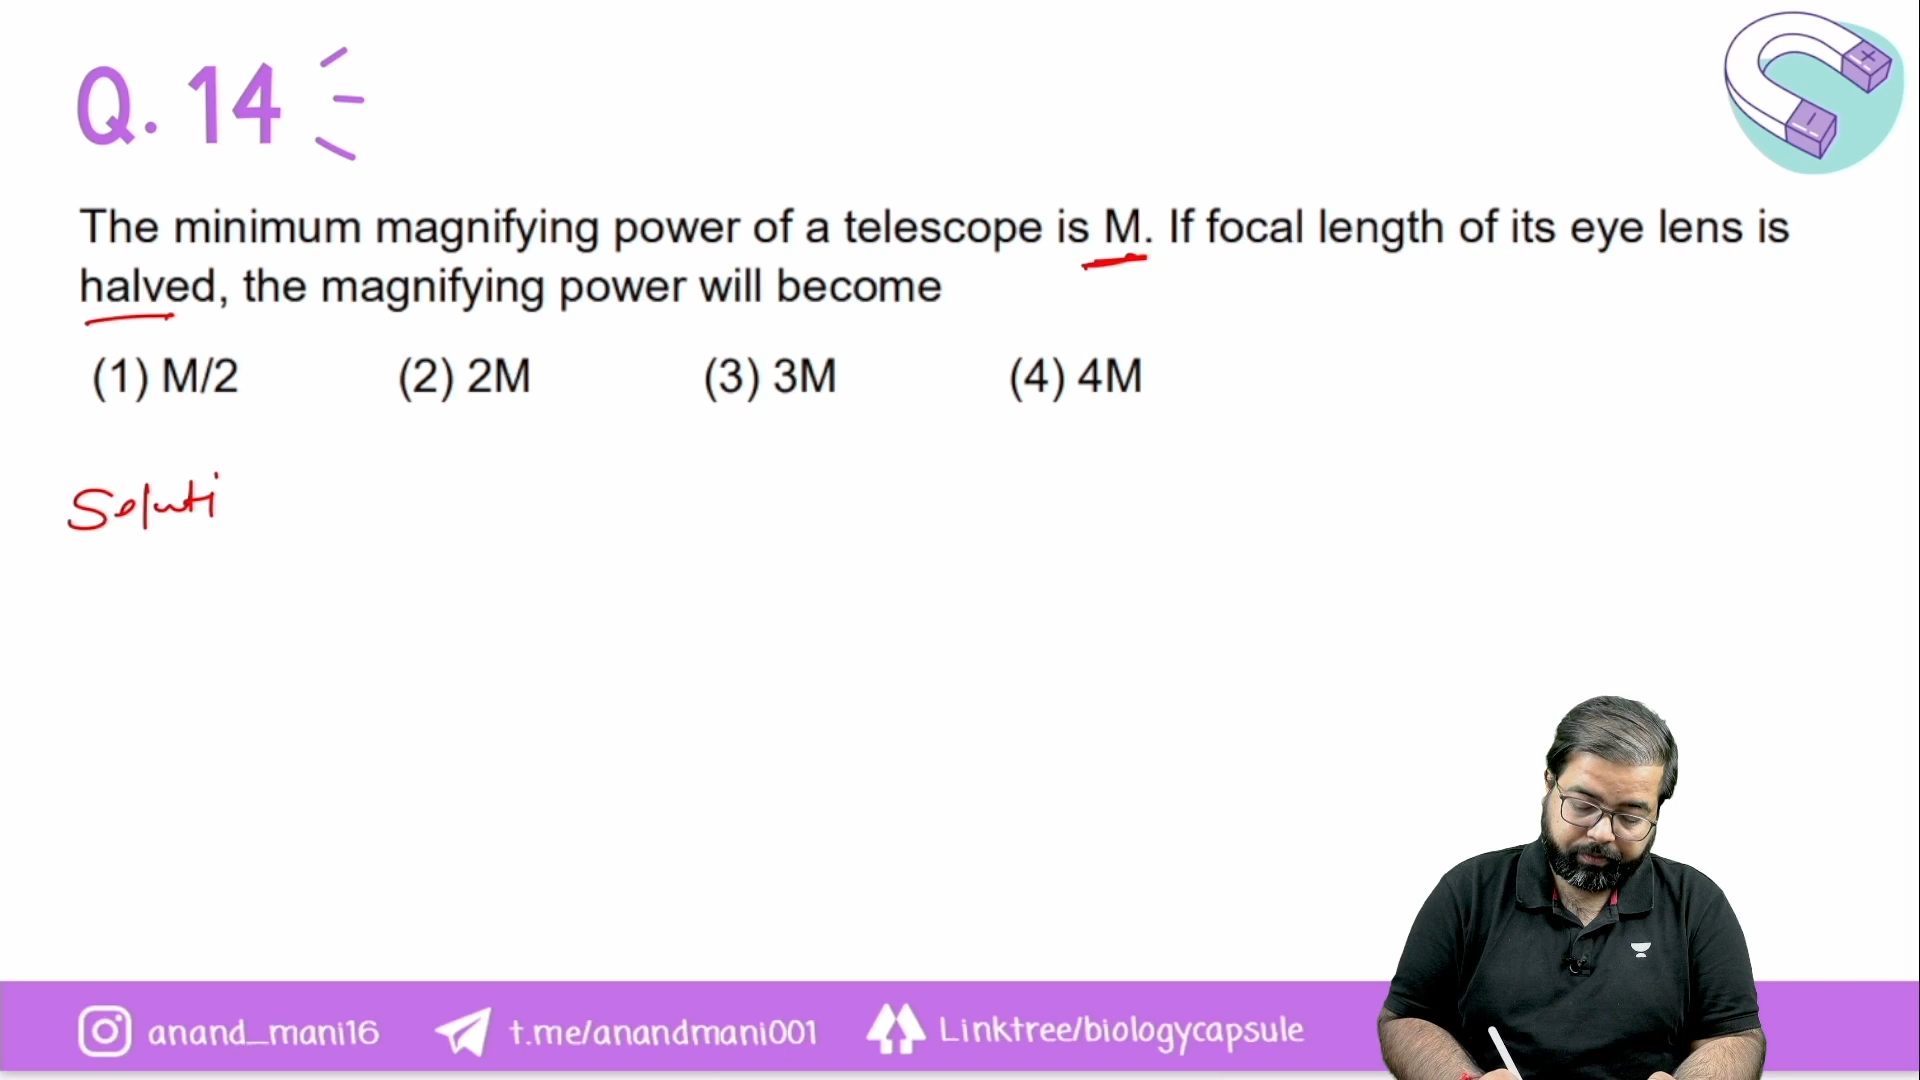 Q. 14
The minimum magnifying power of a telescope is M. If focal length of its eye lens is
halved, the magnifying power will become
(1) M/2 (2) 2M (3) 3M (4) 4M
Soluti
anand_mani16 t.me/anandmani001 Linktree/biologycapsule